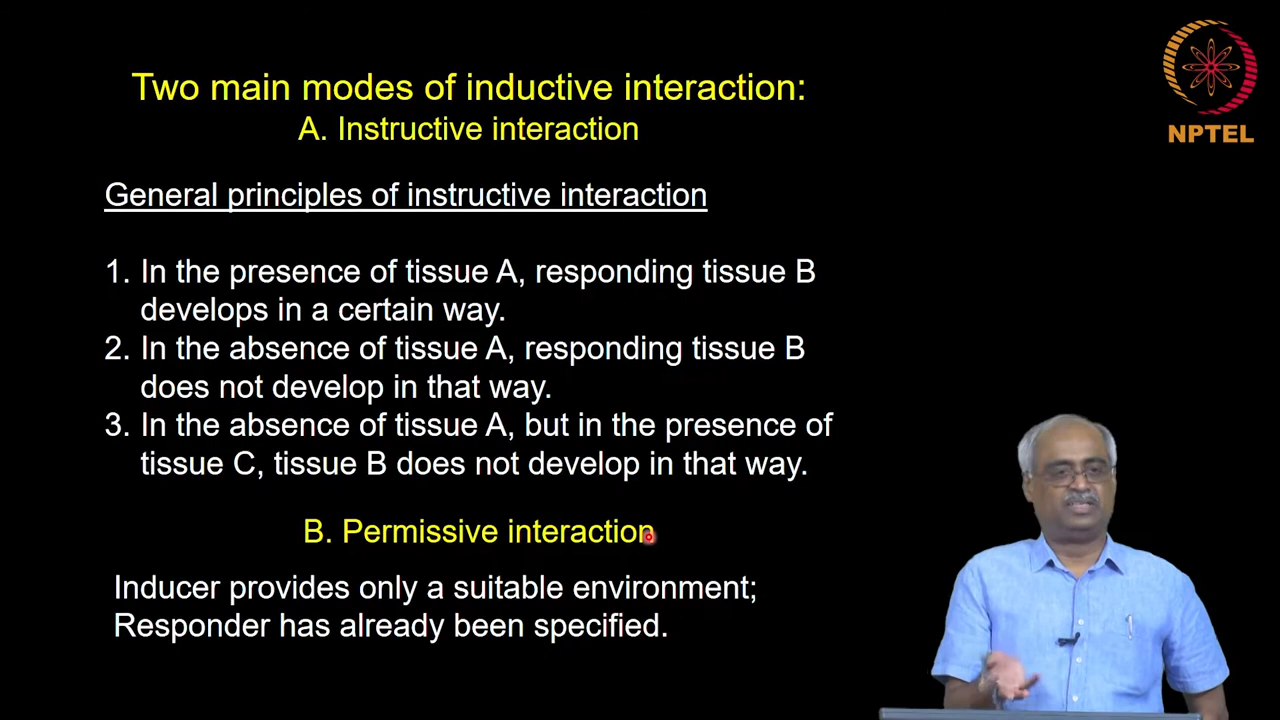 Two main modes of inductive interaction:
A. Instructive interaction
General principles of instructive interaction
1. In the presence of tissue A, responding tissue B
develops in a certain way.
2. In the absence of tissue A, responding tissue B
does not develop in that way.
3. In the absence of tissue A, but in the presence of
tissue C, tissue B does not develop in that way.
B. Permissive interaction
Inducer provides only a suitable environment;
Responder has already been specified.
NPTEL